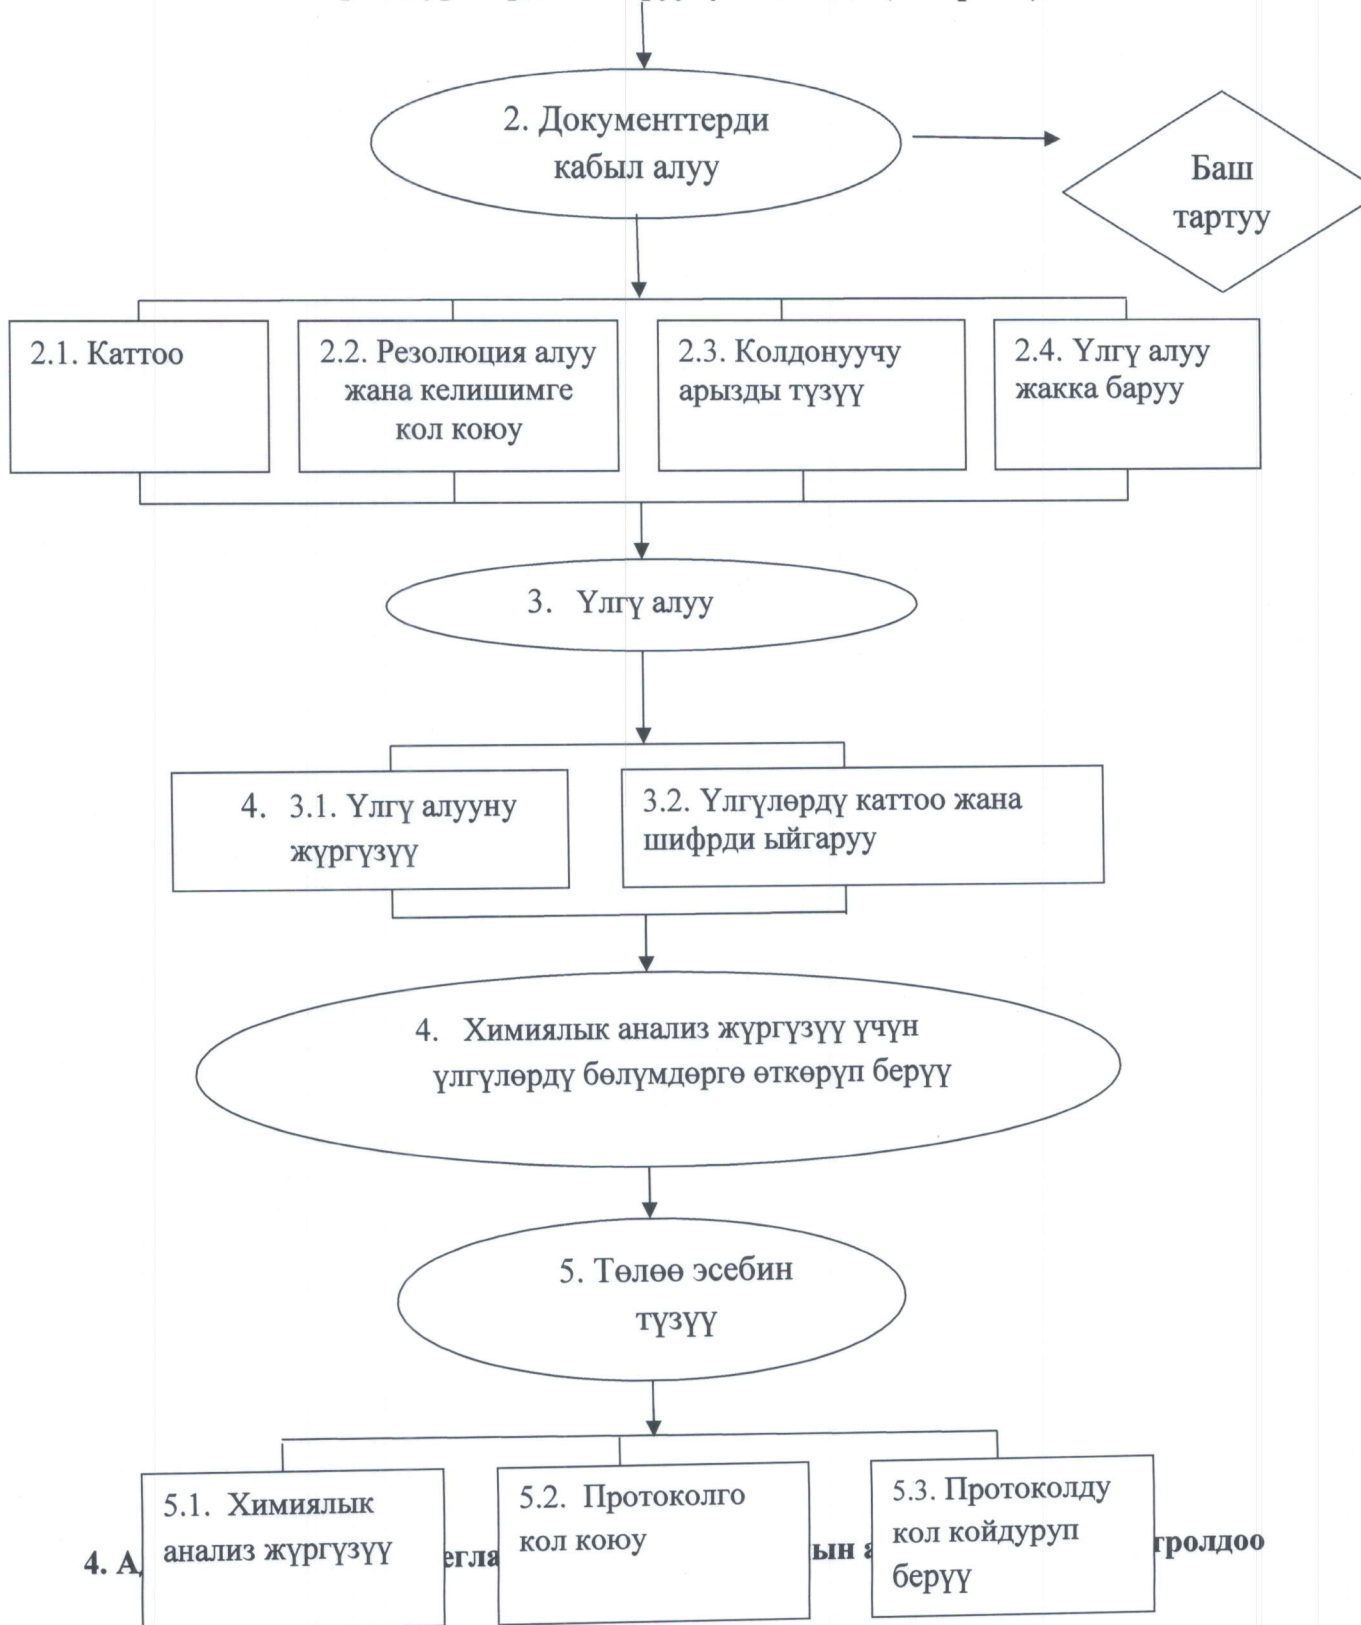 2. Документтерди
кабыл алуу
Баш
тартуу
2.1. Каттоо
2.2. Резолюция алуу
жана келишимге
кол коюу
2.3. Колдонуучу
арызды түзүү
2.4. Үлгү алуу
жакка баруу
3. Үлгү алуу
4. 3.1. Үлгү алууну
жүргүзүү
3.2. Үлгүлөрдү каттоо жана
шифрди ыйгаруу
4. Химиялык анализ жүргүзүү үчүн
үлгүлөрдү бөлүмдөргө өткөрүп берүү
5. Төлөө эсебин
түзүү
5.1. Химиялык
анализ жүргүзүү
5.2. Протоколго
кол коюу
5.3. Протоколду
кол койдуруп
берүү
4. А